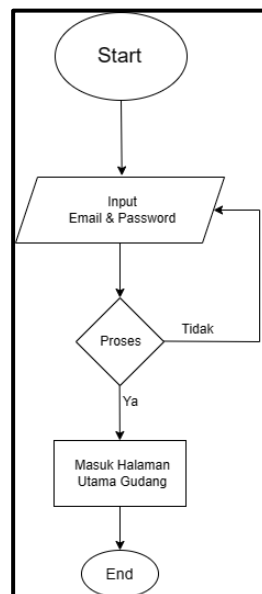 Start
Input
Email & Password
Proses
Tidak
Ya
Masuk Halaman
Utama Gudang
End